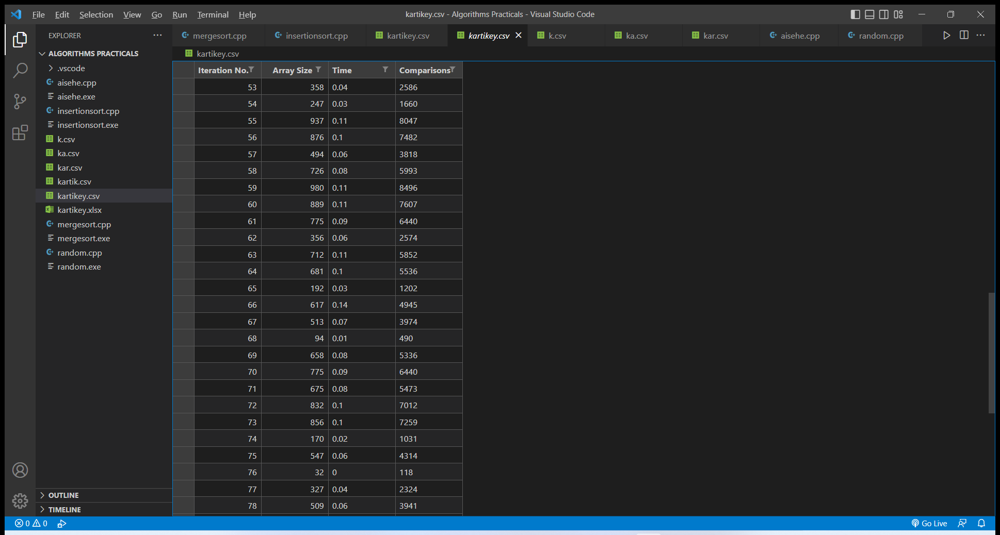 File Edit Selection View Go Run Terminal Help kartikey.csv - Algorithms Practicals - Visual Studio Code
EXPLORER
mergesort.cpp insertionsort.cpp kartikey.csv kartikey.csv k.csv ka.csv kar.csv aisehe.cpp random.cpp
ALGORITHMS PRACTICALS
.vscode
aisehe.cpp
aisehe.exe
insertionsort.cpp
insertionsort.exe
k.csv
ka.csv
kar.csv
kartik.csv
kartikey.csv
kartikey.xlsx
mergesort.cpp
mergesort.exe
random.cpp
random.exe
OUTLINE
TIMELINE
kartikey.csv
Iteration No. Array Size Time Comparisons
53 358 0.04 2586
54 247 0.03 1660
55 937 0.11 8047
56 876 0.1 7482
57 494 0.06 3818
58 726 0.08 5993
59 980 0.11 8496
60 889 0.11 7607
61 775 0.09 6440
62 356 0.06 2574
63 712 0.11 5852
64 681 0.1 5536
65 192 0.03 1202
66 617 0.14 4945
67 513 0.07 3974
68 94 0.01 490
69 658 0.08 5336
70 775 0.09 6440
71 675 0.08 5473
72 832 0.1 7012
73 856 0.1 7259
74 170 0.02 1031
75 547 0.06 4314
76 32 0 118
77 327 0.04 2324
78 509 0.06 3941
0 0 Go Live